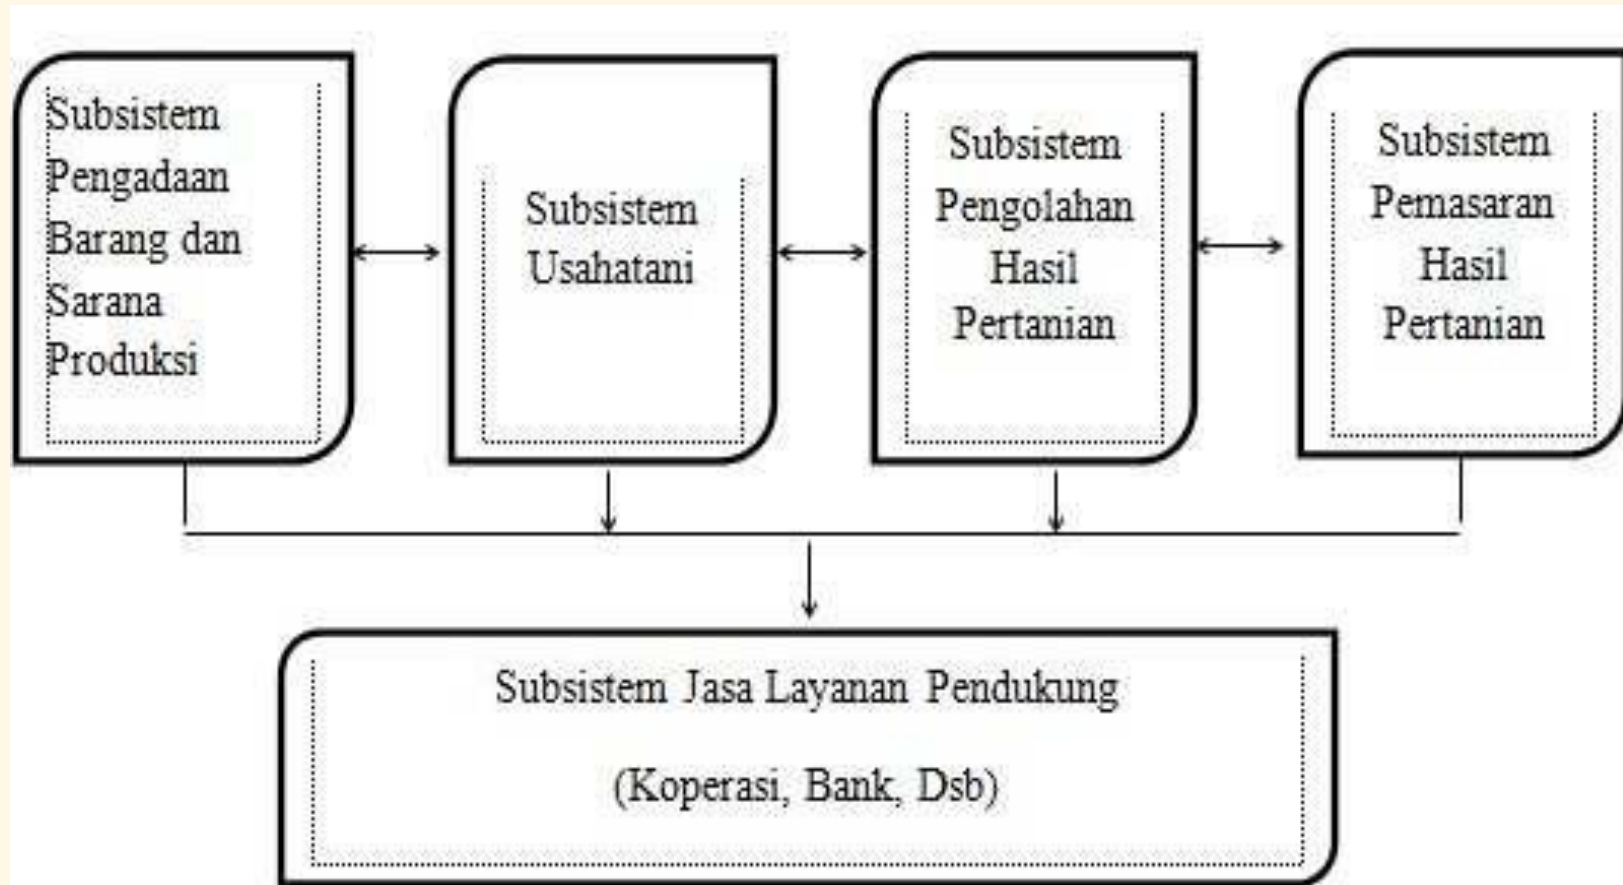 Subsistem
Pengadaan
Barang dan
Sarana
Produksi
Subsistem
Usahatani
Subsistem
Pengolahan
Hasil
Pertanian
Subsistem
Pemasaran
Hasil
Pertanian
Subsistem Jasa Layanan Pendukung
(Koperasi, Bank, Dsb)